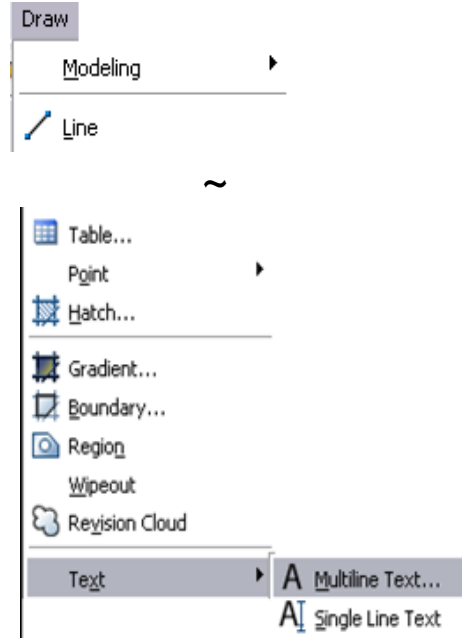 Draw
Modeling
Line
~
Table...
Point
Hatch...
Gradient...
Boundary...
Region
Wipeout
Revision Cloud
Text
A Multiline Text...
A Single Line Text